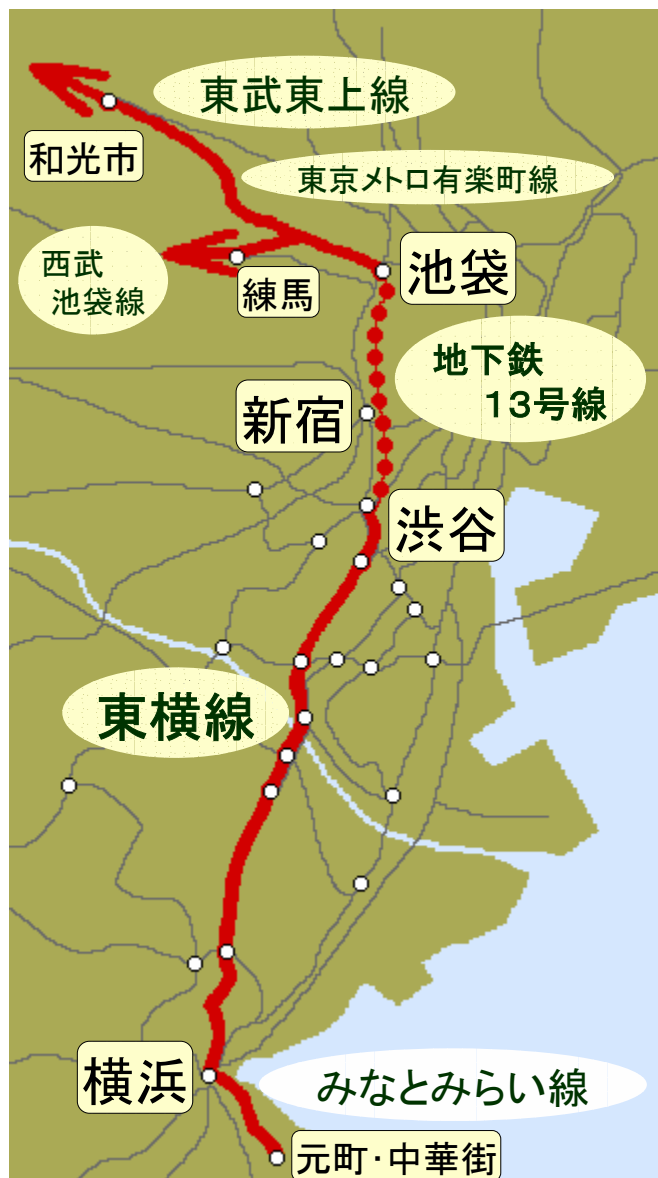 東武東上線
和光市
東京メトロ有楽町線
西武
池袋線
練馬
池袋
地下鉄
13号線
新宿
渋谷
東横線
横浜
みなとみらい線
元町・中華街